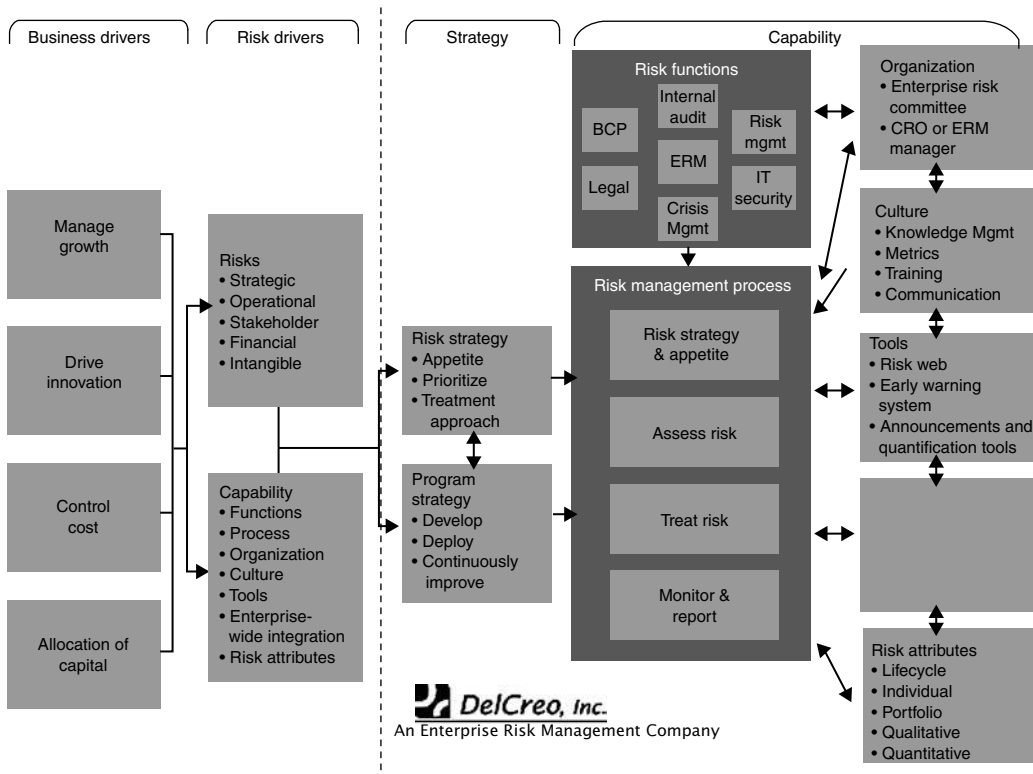 Business drivers
Risk drivers
Strategy
Capability
Manage
growth
Drive
innovation
Control
cost
Allocation of
capital
Risks
• Strategic
• Operational
• Stakeholder
• Financial
• Intangible
Capability
• Functions
• Process
• Organization
• Culture
• Tools
• Enterprise-
wide integration
• Risk attributes
Risk strategy
• Appetite
• Prioritize
• Treatment
approach
Program
strategy
• Develop
• Deploy
• Continuously
improve
Risk functions
BCP
Legal
Internal
audit
ERM
Crisis
Mgmt
Risk
mgmt
IT
security
Risk management process
Risk strategy
& appetite
Assess risk
Treat risk
Monitor &
report
Organization
• Enterprise risk
committee
• CRO or ERM
manager
Culture
• Knowledge Mgmt
• Metrics
• Training
• Communication
Tools
• Risk web
• Early warning
system
• Announcements and
quantification tools
Risk attributes
• Lifecycle
• Individual
• Portfolio
• Qualitative
• Quantitative
DelCreo, Inc.
An Enterprise Risk Management Company